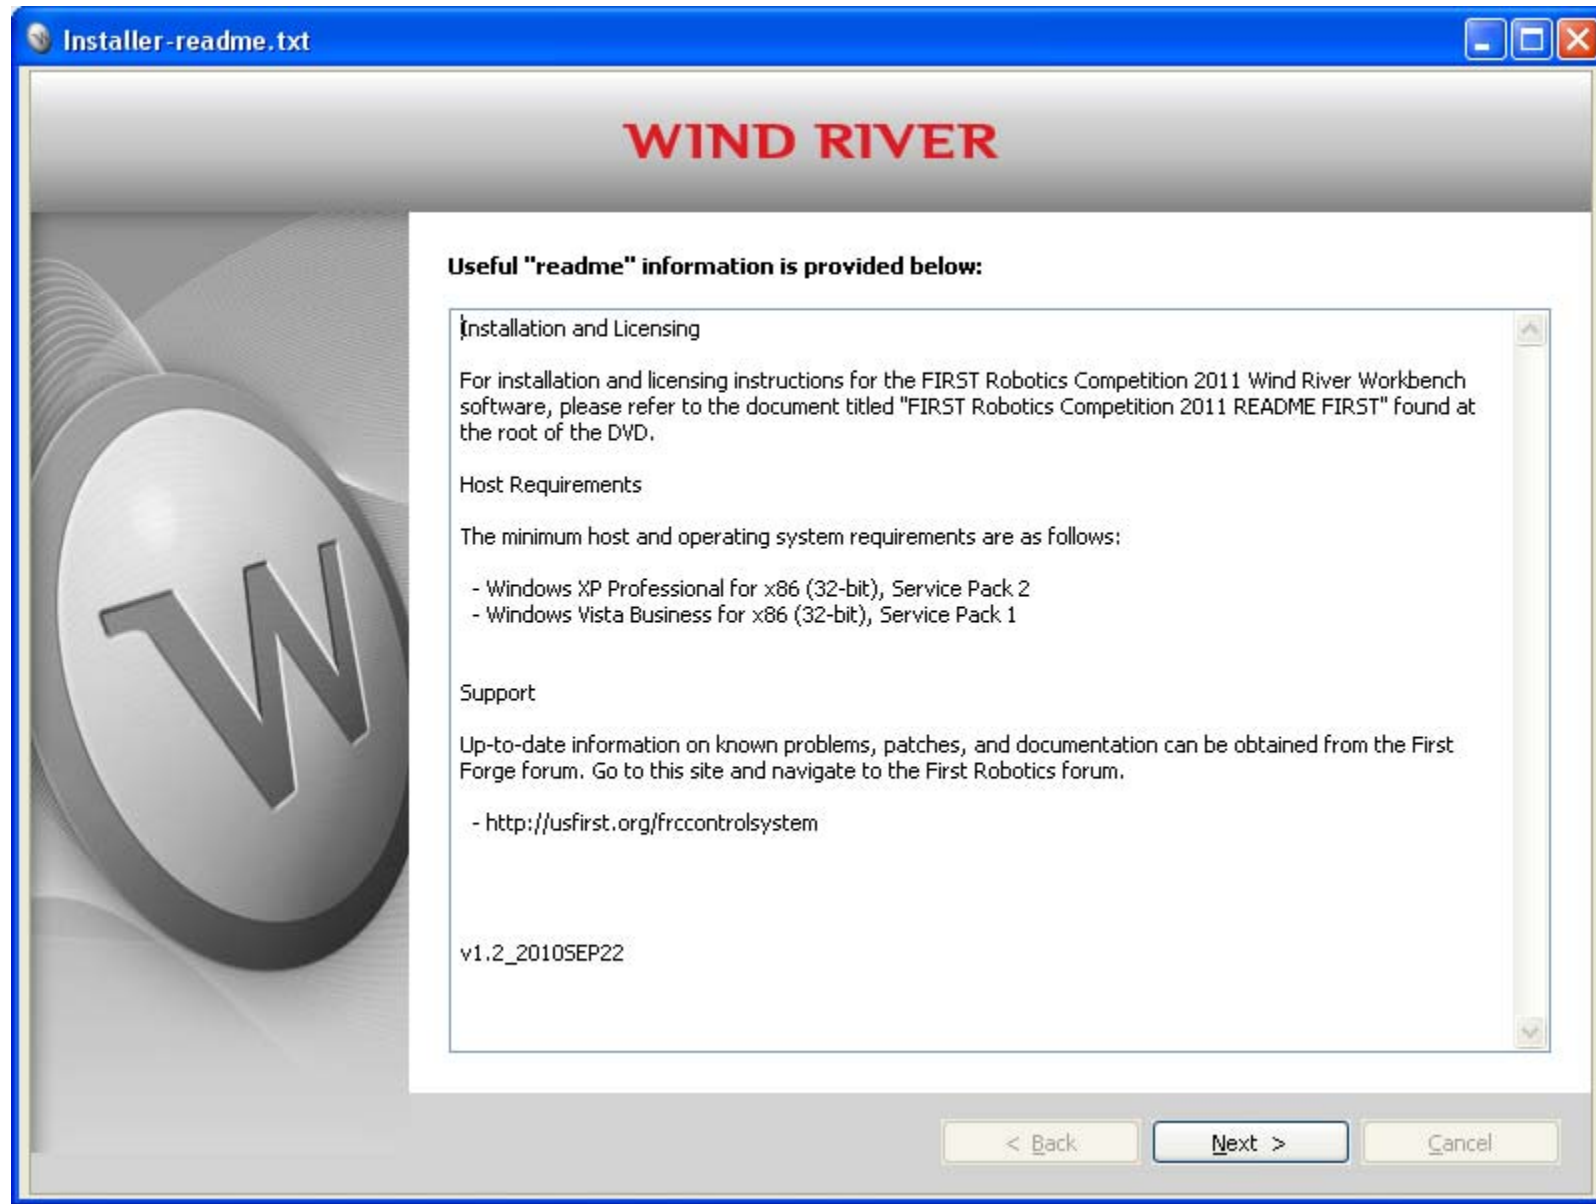 Installer-readme.txt
WIND RIVER
Useful "readme" information is provided below:
Installation and Licensing
For installation and licensing instructions for the FIRST Robotics Competition 2011 Wind River Workbench
software, please refer to the document titled "FIRST Robotics Competition 2011 README FIRST" found at
the root of the DVD.
Host Requirements
The minimum host and operating system requirements are as follows:
- Windows XP Professional for x86 (32-bit), Service Pack 2
- Windows Vista Business for x86 (32-bit), Service Pack 1
Support
Up-to-date information on known problems, patches, and documentation can be obtained from the First
Forge forum. Go to this site and navigate to the First Robotics forum.
- http://usfirst.org/frccontrolsystem
v1.2_2010SEP22
W
< Back
Next >
Cancel